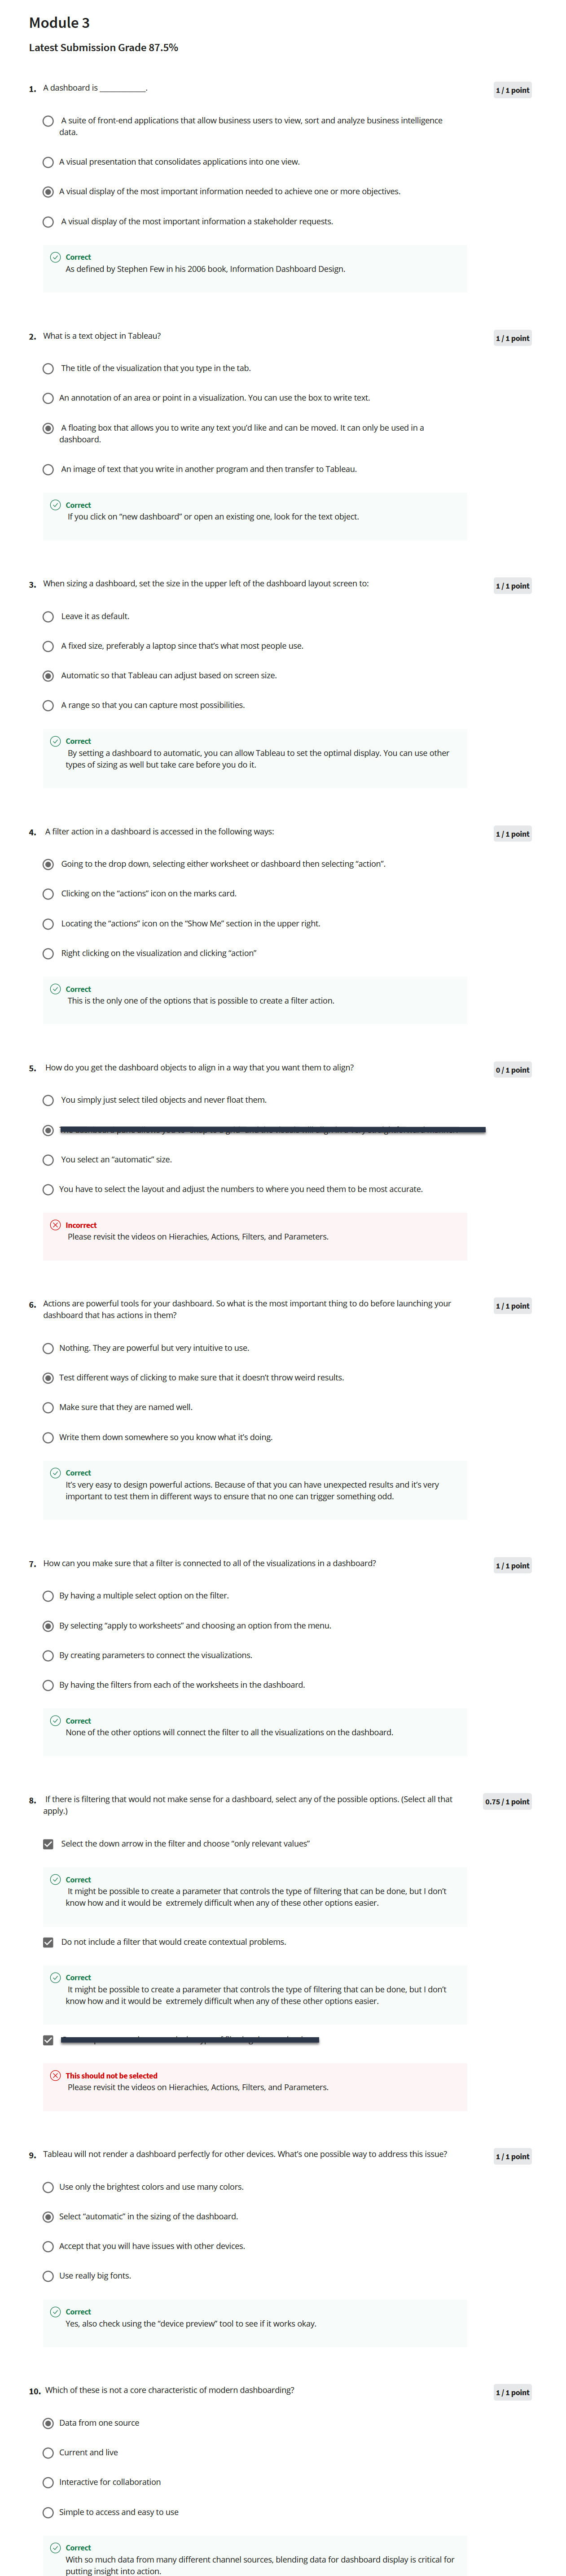 Module 3
Latest Submission Grade 87.5%
1. A dashboard is ____________.
1 / 1 point
A suite of front-end applications that allow business users to view, sort and analyze business intelligence
data.
A visual presentation that consolidates applications into one view.
A visual display of the most important information needed to achieve one or more objectives.
A visual display of the most important information a stakeholder requests.
Correct
As defined by Stephen Few in his 2006 book, Information Dashboard Design.
2. What is a text object in Tableau?
1 / 1 point
The title of the visualization that you type in the tab.
An annotation of an area or point in a visualization. You can use the box to write text.
A floating box that allows you to write any text you'd like and can be moved. It can only be used in a
dashboard.
An image of text that you write in another program and then transfer to Tableau.
Correct
If you click on “new dashboard” or open an existing one, look for the text object.
3. When sizing a dashboard, set the size in the upper left of the dashboard layout screen to:
1 / 1 point
Leave it as default.
A fixed size, preferably a laptop since that's what most people use.
Automatic so that Tableau can adjust based on screen size.
A range so that you can capture most possibilities.
Correct
By setting a dashboard to automatic, you can allow Tableau to set the optimal display. You can use other
types of sizing as well but take care before you do it.
4. A filter action in a dashboard is accessed in the following ways:
1 / 1 point
Going to the drop down, selecting either worksheet or dashboard then selecting “action”.
Clicking on the “actions” icon on the marks card.
Locating the “actions” icon on the “Show Me” section in the upper right.
Right clicking on the visualization and clicking “action”
Correct
This is the only one of the options that is possible to create a filter action.
5. How do you get the dashboard objects to align in a way that you want them to align?
0 / 1 point
You simply just select tiled objects and never float them.
You select an “automatic” size.
You have to select the layout and adjust the numbers to where you need them to be most accurate.
Incorrect
Please revisit the videos on Hierachies, Actions, Filters, and Parameters.
6. Actions are powerful tools for your dashboard. So what is the most important thing to do before launching your
dashboard that has actions in them?
1 / 1 point
Nothing. They are powerful but very intuitive to use.
Test different ways of clicking to make sure that it doesn't throw weird results.
Make sure that they are named well.
Write them down somewhere so you know what it's doing.
Correct
It's very easy to design powerful actions. Because of that you can have unexpected results and it's very
important to test them in different ways to ensure that no one can trigger something odd.
7. How can you make sure that a filter is connected to all of the visualizations in a dashboard?
1 / 1 point
By having a multiple select option on the filter.
By selecting “apply to worksheets” and choosing an option from the menu.
By creating parameters to connect the visualizations.
By having the filters from each of the worksheets in the dashboard.
Correct
None of the other options will connect the filter to all the visualizations on the dashboard.
8. If there is filtering that would not make sense for a dashboard, select any of the possible options. (Select all that
apply.)
0.75 / 1 point
Select the down arrow in the filter and choose “only relevant values”
Correct
It might be possible to create a parameter that controls the type of filtering that can be done, but I don't
know how and it would be extremely difficult when any of these other options easier.
Do not include a filter that would create contextual problems.
Correct
It might be possible to create a parameter that controls the type of filtering that can be done, but I don't
know how and it would be extremely difficult when any of these other options easier.
This should not be selected
Please revisit the videos on Hierachies, Actions, Filters, and Parameters.
9. Tableau will not render a dashboard perfectly for other devices. What's one possible way to address this issue?
1 / 1 point
Use only the brightest colors and use many colors.
Select “automatic” in the sizing of the dashboard.
Accept that you will have issues with other devices.
Use really big fonts.
Correct
Yes, also check using the “device preview” tool to see if it works okay.
10. Which of these is not a core characteristic of modern dashboarding?
1 / 1 point
Data from one source
Current and live
Interactive for collaboration
Simple to access and easy to use
Correct
With so much data from many different channel sources, blending data for dashboard display is critical for
putting insight into action.